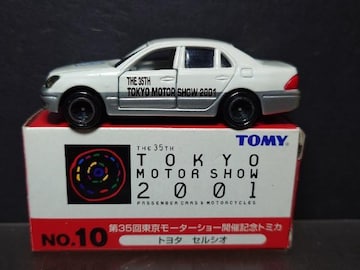 THE 35TH
TOKYO MOTOR SHOW 2001
TOMY
THE 35TH
TOKYO
MOTOR SHOW
2001
PASSENGER CARS & MOTORCYCLES
NO.10
第35回東京モーターショー開催記念トミカ
トヨタ セルシオ